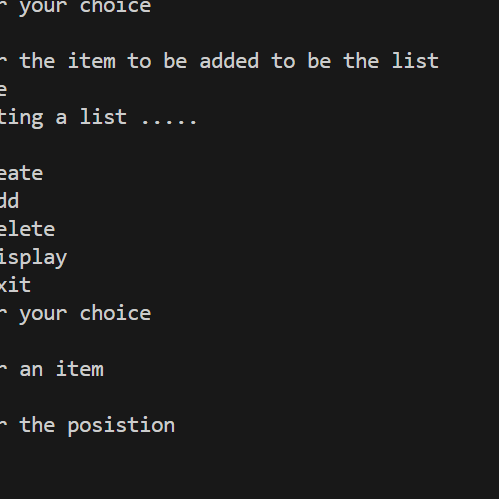 r your choice
r the item to be added to be the list
e
ting a list .....
eate
dd
elete
isplay
xit
r your choice
r an item
r the posistion